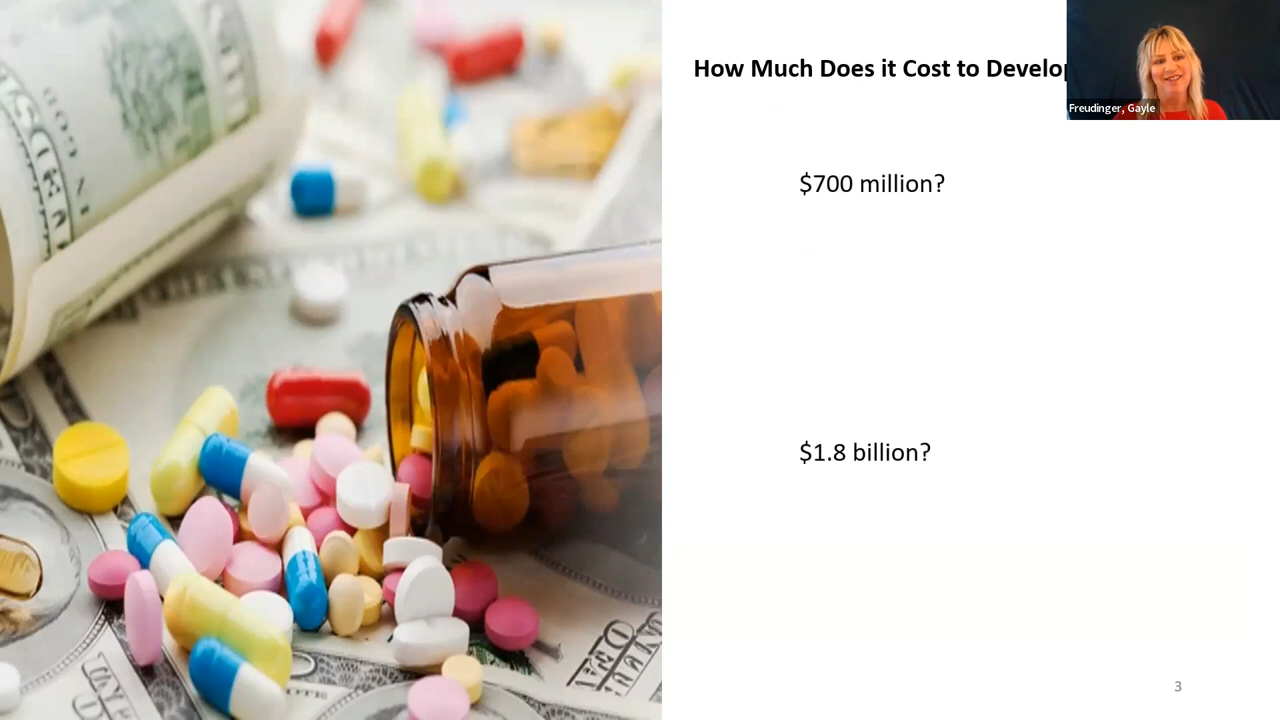 How Much Does it Cost to Develop
Freudinger, Gayle
$700 million?
$1.8 billion?
3